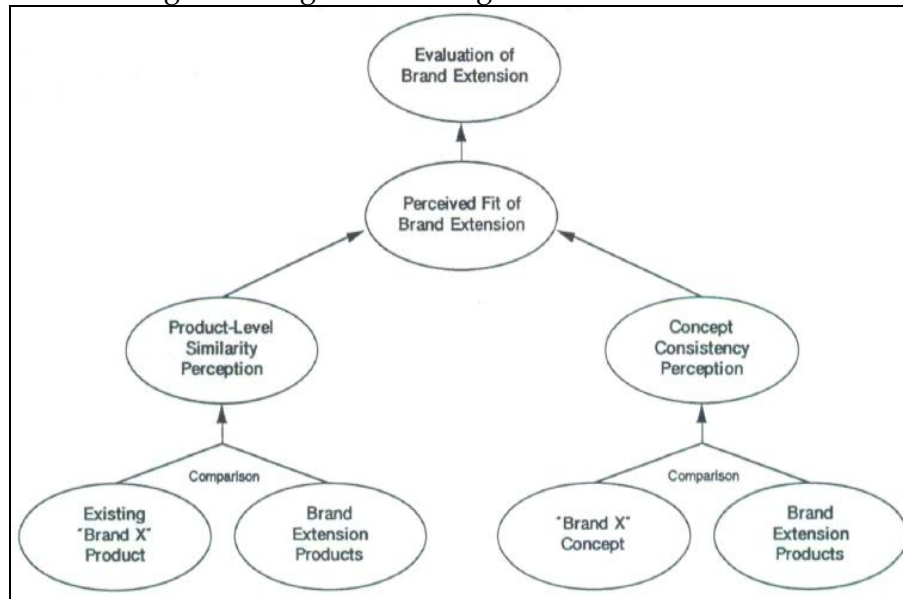 Evaluation of
Brand Extension
Perceived Fit of
Brand Extension
Product-Level
Similarity
Perception
Concept
Consistency
Perception
Comparison
Comparison
Existing
"Brand X"
Product
Brand
Extension
Products
"Brand X"
Concept
Brand
Extension
Products